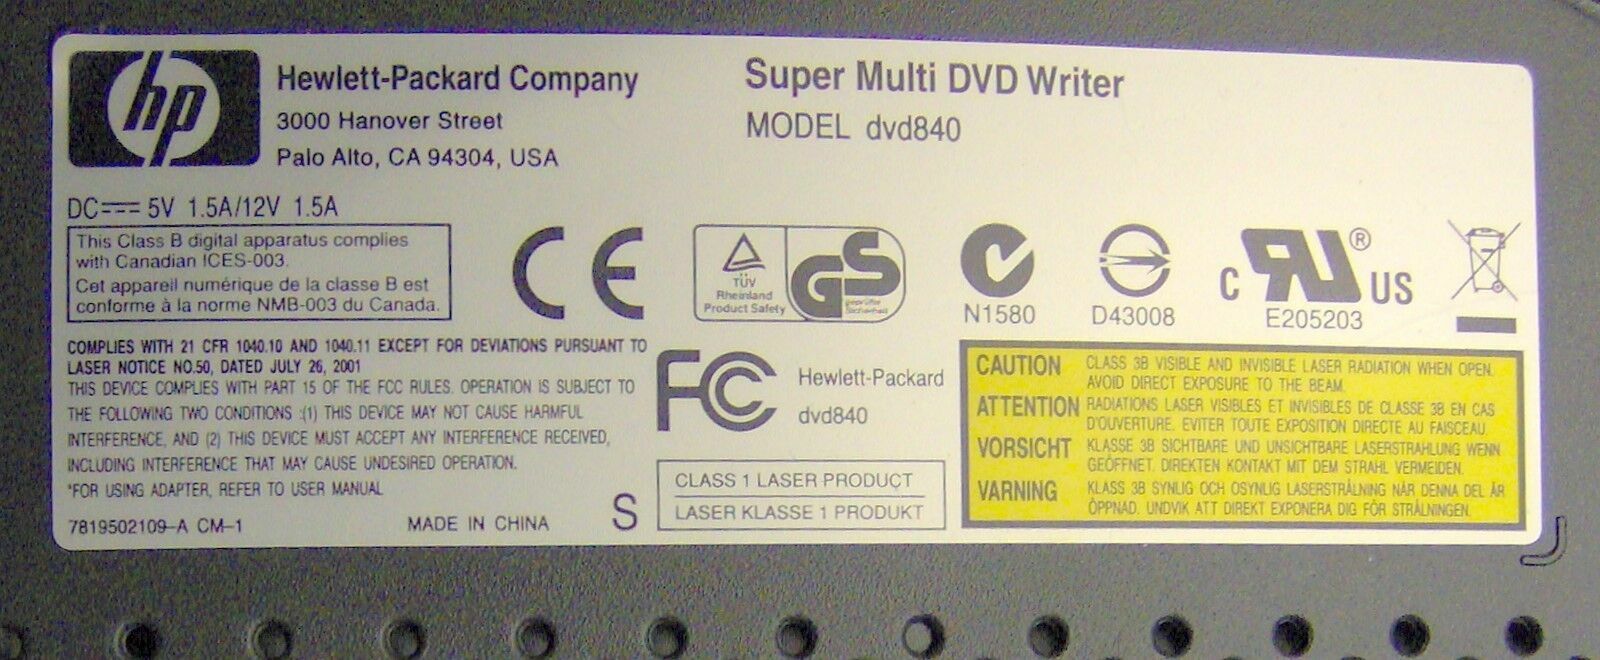 hp
Hewlett-Packard Company
3000 Hanover Street
Palo Alto, CA 94304, USA
Super Multi DVD Writer
MODEL dvd840
DC 5V 1.5A/12V 1.5A
This Class B digital apparatus complies
with Canadian ICES-003.
Cet appareil numérique de la classe B est
conforme à la norme NMB-003 du Canada.
CE
TÜV
Rheinland
Product Safety
GS
geprüfte
Sicherheit
N1580
D43008
c RU US
®
E205203
COMPLIES WITH 21 CFR 1040.10 AND 1040.11 EXCEPT FOR DEVIATIONS PURSUANT TO
LASER NOTICE NO.50, DATED JULY 26, 2001
THIS DEVICE COMPLIES WITH PART 15 OF THE FCC RULES. OPERATION IS SUBJECT TO
THE FOLLOWING TWO CONDITIONS :(1) THIS DEVICE MAY NOT CAUSE HARMFUL
INTERFERENCE, AND (2) THIS DEVICE MUST ACCEPT ANY INTERFERENCE RECEIVED,
INCLUDING INTERFERENCE THAT MAY CAUSE UNDESIRED OPERATION.
*FOR USING ADAPTER, REFER TO USER MANUAL
7819502109-A CM-1
MADE IN CHINA
S
FCC
Hewlett-Packard
dvd840
CLASS 1 LASER PRODUCT
LASER KLASSE 1 PRODUKT
CAUTION CLASS 3B VISIBLE AND INVISIBLE LASER RADIATION WHEN OPEN.
AVOID DIRECT EXPOSURE TO THE BEAM.
ATTENTION RADIATIONS LASER VISIBLES ET INVISIBLES DE CLASSE 3B EN CAS
D'OUVERTURE. EVITER TOUTE EXPOSITION DIRECTE AU FAISCEAU.
VORSICHT KLASSE 3B SICHTBARE UND UNSICHTBARE LASERSTRAHLUNG WENN
GEÖFFNET. DIREKTEN KONTAKT MIT DEM STRAHL VERMEIDEN.
VARNING KLASS 3B SYNLIG OCH OSYNLIG LASERSTRÅLNING NÄR DENNA DEL ÄR
ÖPPNAD. UNDVIK ATT DIREKT EXPONERA DIG FÖR STRÅLNINGEN.